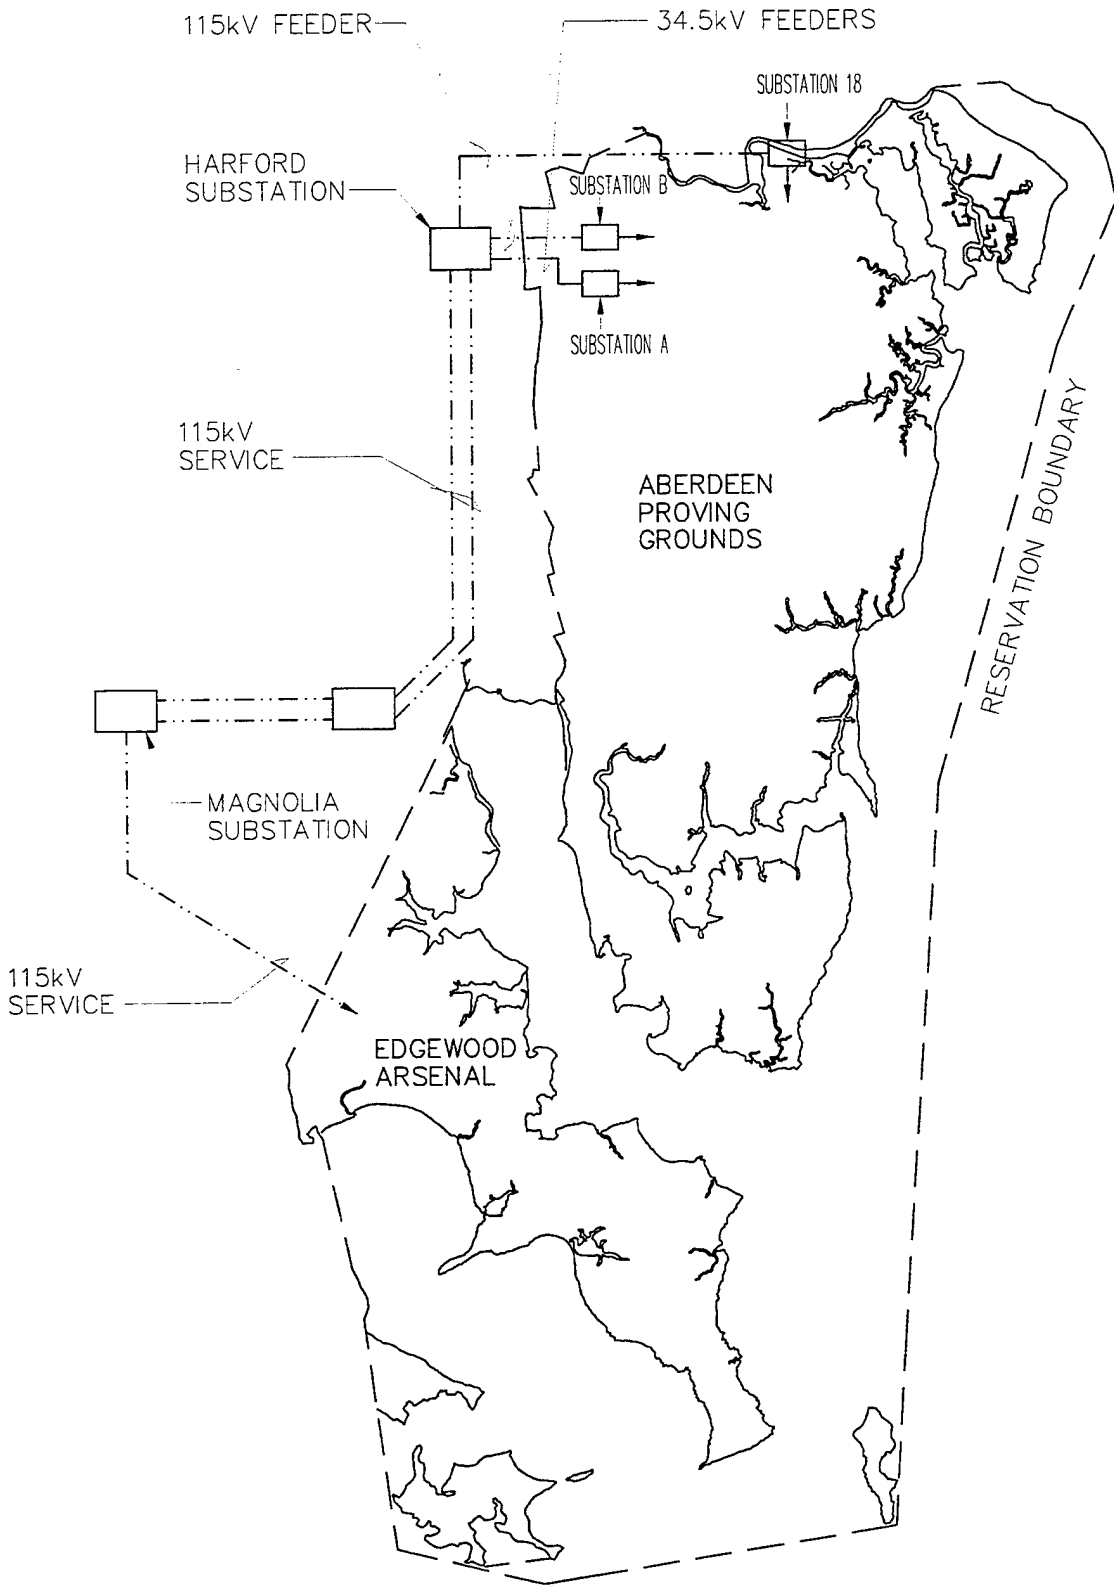 115kV FEEDER
34.5kV FEEDERS
SUBSTATION 18
HARFORD
SUBSTATION
SUBSTATION B
SUBSTATION A
115kV
SERVICE
ABERDEEN
PROVING
GROUNDS
RESERVATION BOUNDARY
MAGNOLIA
SUBSTATION
115kV
SERVICE
EDGEWOOD
ARSENAL